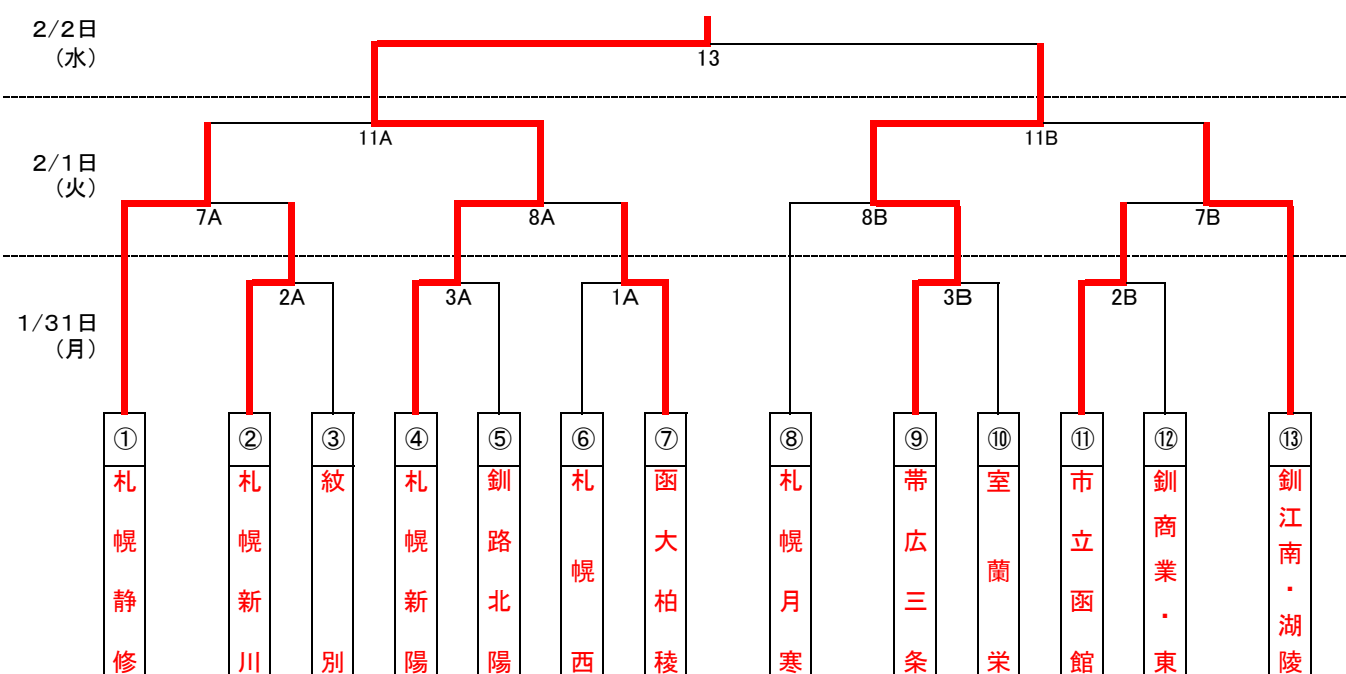 2/2日
（水）
13
11A
11B
2/1日
（火）
7A
8A
8B
7B
2A
3A
1A
3B
2B
1/31日
（月）
①
②
③
④
⑤
⑥
⑦
⑧
⑨
⑩
⑪
⑫
⑬
札幌静修
札幌新川
紋別
札幌新陽
釧路北陽
札幌西
函大柏稜
札幌月寒
帯広三条
室蘭栄
市立函館
釧商業・東
釧江南・湖陵